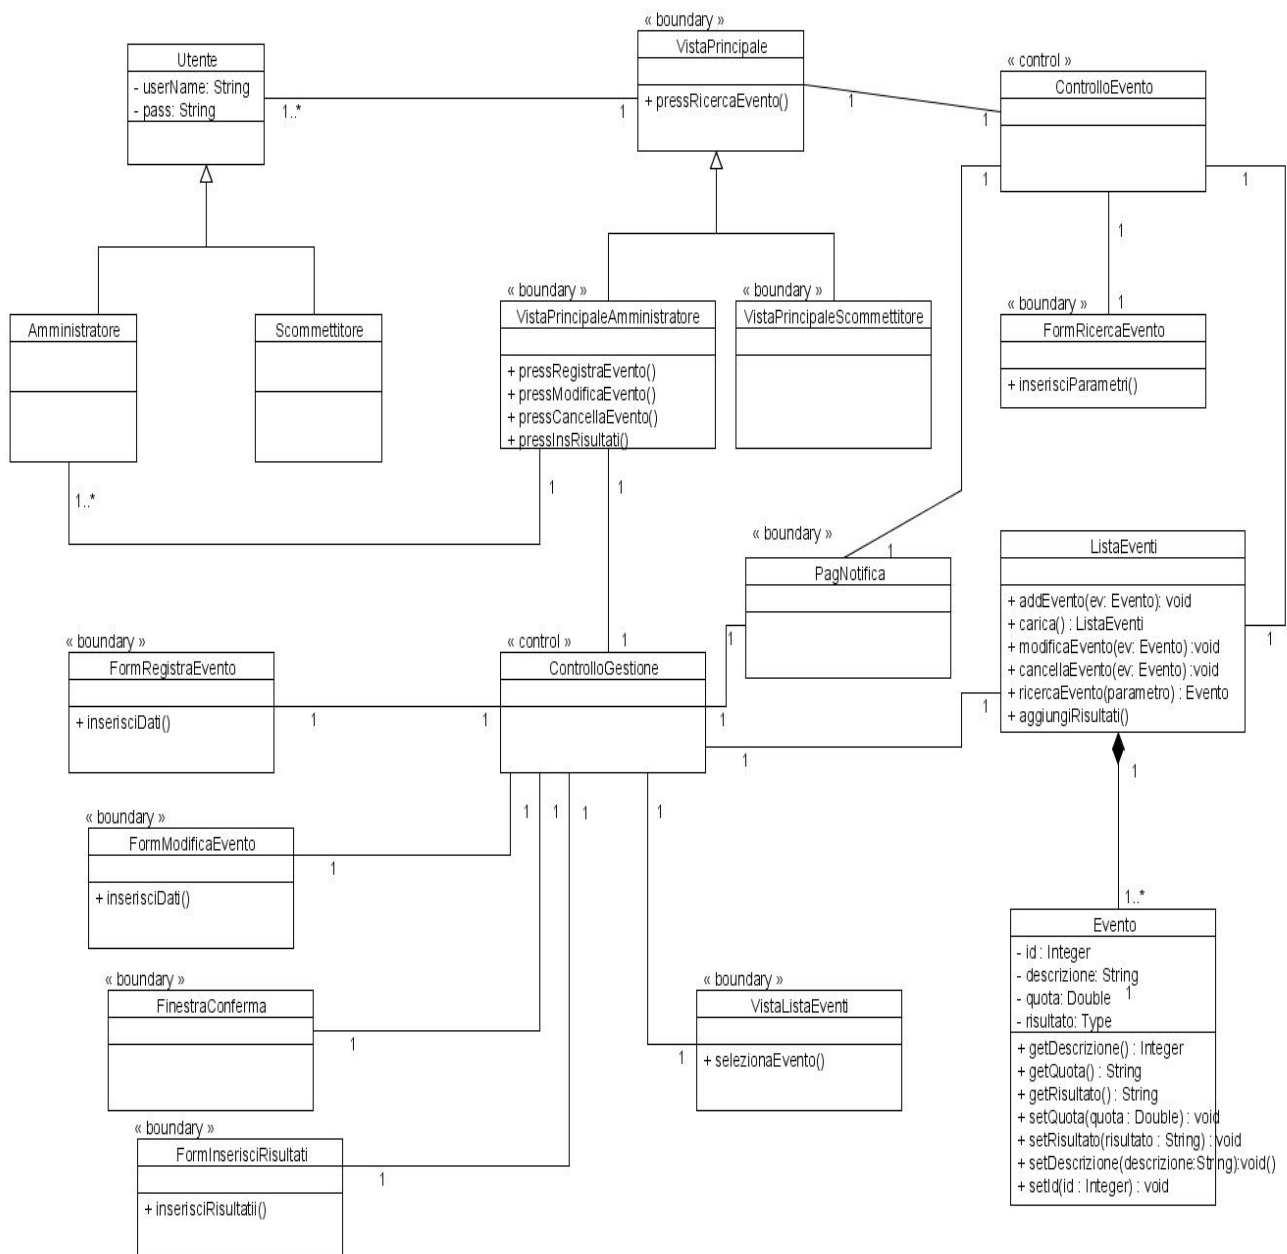 « boundary »
VistaPrincipale
+ pressRicercaEvento()
Utente
- userName: String
- pass: String
1..*
1
« control »
ControlloEvento
1
1
1
1
1
1
« boundary »
FormRicercaEvento
+ inserisciParametri()
Amministratore
Scommettitore
« boundary »
VistaPrincipaleAmministratore
+ pressRegistraEvento()
+ pressModificaEvento()
+ pressCancellaEvento()
+ pressInsRisultati()
« boundary »
VistaPrincipaleScommettitore
1..*
1
1
« boundary »
1
PagNotifica
ListaEventi
+ addEvento(ev: Evento): void
+ carica() : ListaEventi
+ modificaEvento(ev: Evento) :void
+ cancellaEvento(ev: Evento) :void
+ ricercaEvento(parametro) : Evento
+ aggiungiRisultati()
1
1
« boundary »
FormRegistraEvento
+ inserisciDati()
1
1
1
« control »
ControlloGestione
1
1
1
1
1
1
1
1
« boundary »
FormModificaEvento
+ inserisciDati()
1
« boundary »
FinestraConferma
1
« boundary »
FormInserisciRisultati
+ inserisciRisultatii()
1
« boundary »
VistaListaEventi
+ selezionaEvento()
1
1..*
Evento
- id : Integer
- descrizione: String
- quota: Double
1
- risultato: Type
+ getDescrizione() : Integer
+ getQuota() : String
+ getRisultato() : String
+ setQuota(quota : Double) : void
+ setRisultato(risultato : String) : void
+ setDescrizione(descrizione:String):void()
+ setId(id : Integer) : void